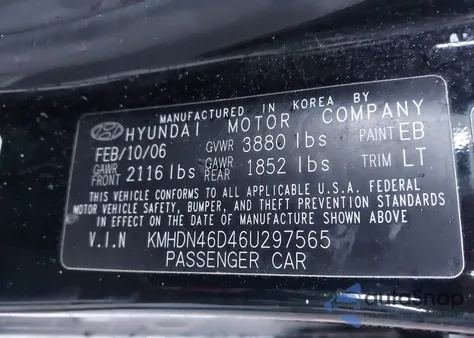 MANUFACTURED IN KOREA BY
HYUNDAI MOTOR COMPANY
FEB/10/06 GVWR 3880 lbs PAINT EB
GAWR FRONT 2116 lbs GAWR REAR 1852 lbs TRIM LT
THIS VEHICLE CONFORMS TO ALL APPLICABLE U.S.A FEDERAL
MOTOR VEHICLE SAFETY, BUMPER, AND THEFT PREVENTION STANDARDS
IN EFFECT ON THE DATE OF MANUFACTURE SHOWN ABOVE.
V.I.N KMHDN46D46U297565
PASSENGER CAR
autoSnap